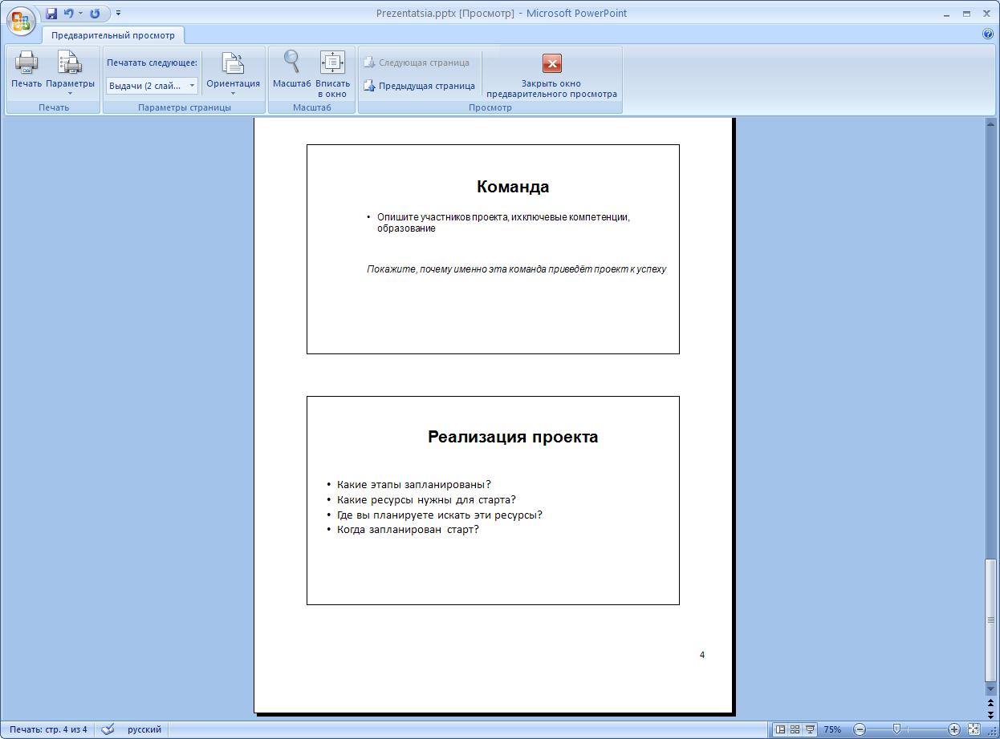 Prezentatsia.pptx [Просмотр] - Microsoft PowerPoint
Предварительный просмотр
Печать
Параметры
Печать
Печатать следующее:
Выдачи (2 слай...
Ориентация
Параметры страницы
Масштаб
Вписать
в окно
Масштаб
Следующая страница
Предыдущая страница
Закрыть окно
предварительного просмотра
Просмотр
Команда
• Опишите участников проекта, их ключевые компетенции,
образование
Покажите, почему именно эта команда приведёт проект к успеху
Реализация проекта
• Какие этапы запланированы?
• Какие ресурсы нужны для старта?
• Где вы планируете искать эти ресурсы?
• Когда запланирован старт?
4
Печать: стр. 4 из 4
русский
75%